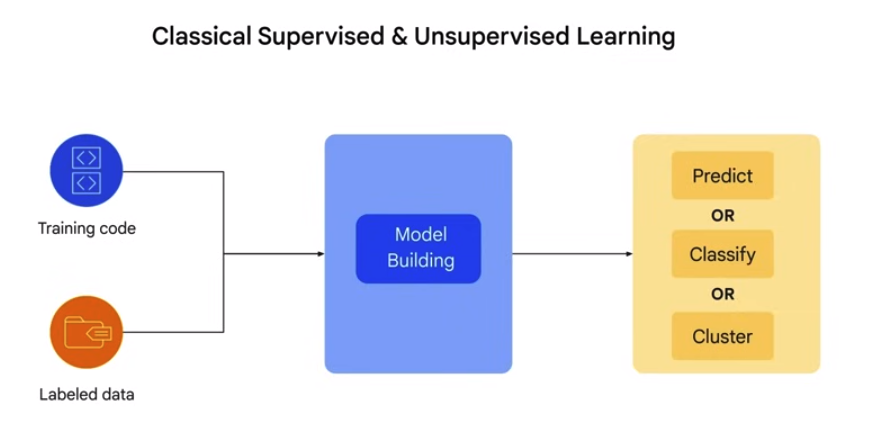 Classical Supervised & Unsupervised Learning
Training code
Labeled data
Model
Building
Predict
OR
Classify
OR
Cluster